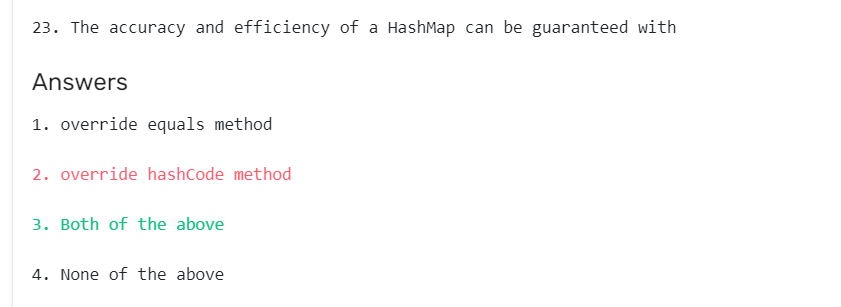 23. The accuracy and efficiency of a HashMap can be guaranteed with
Answers
1. override equals method
2. override hashCode method
3. Both of the above
4. None of the above